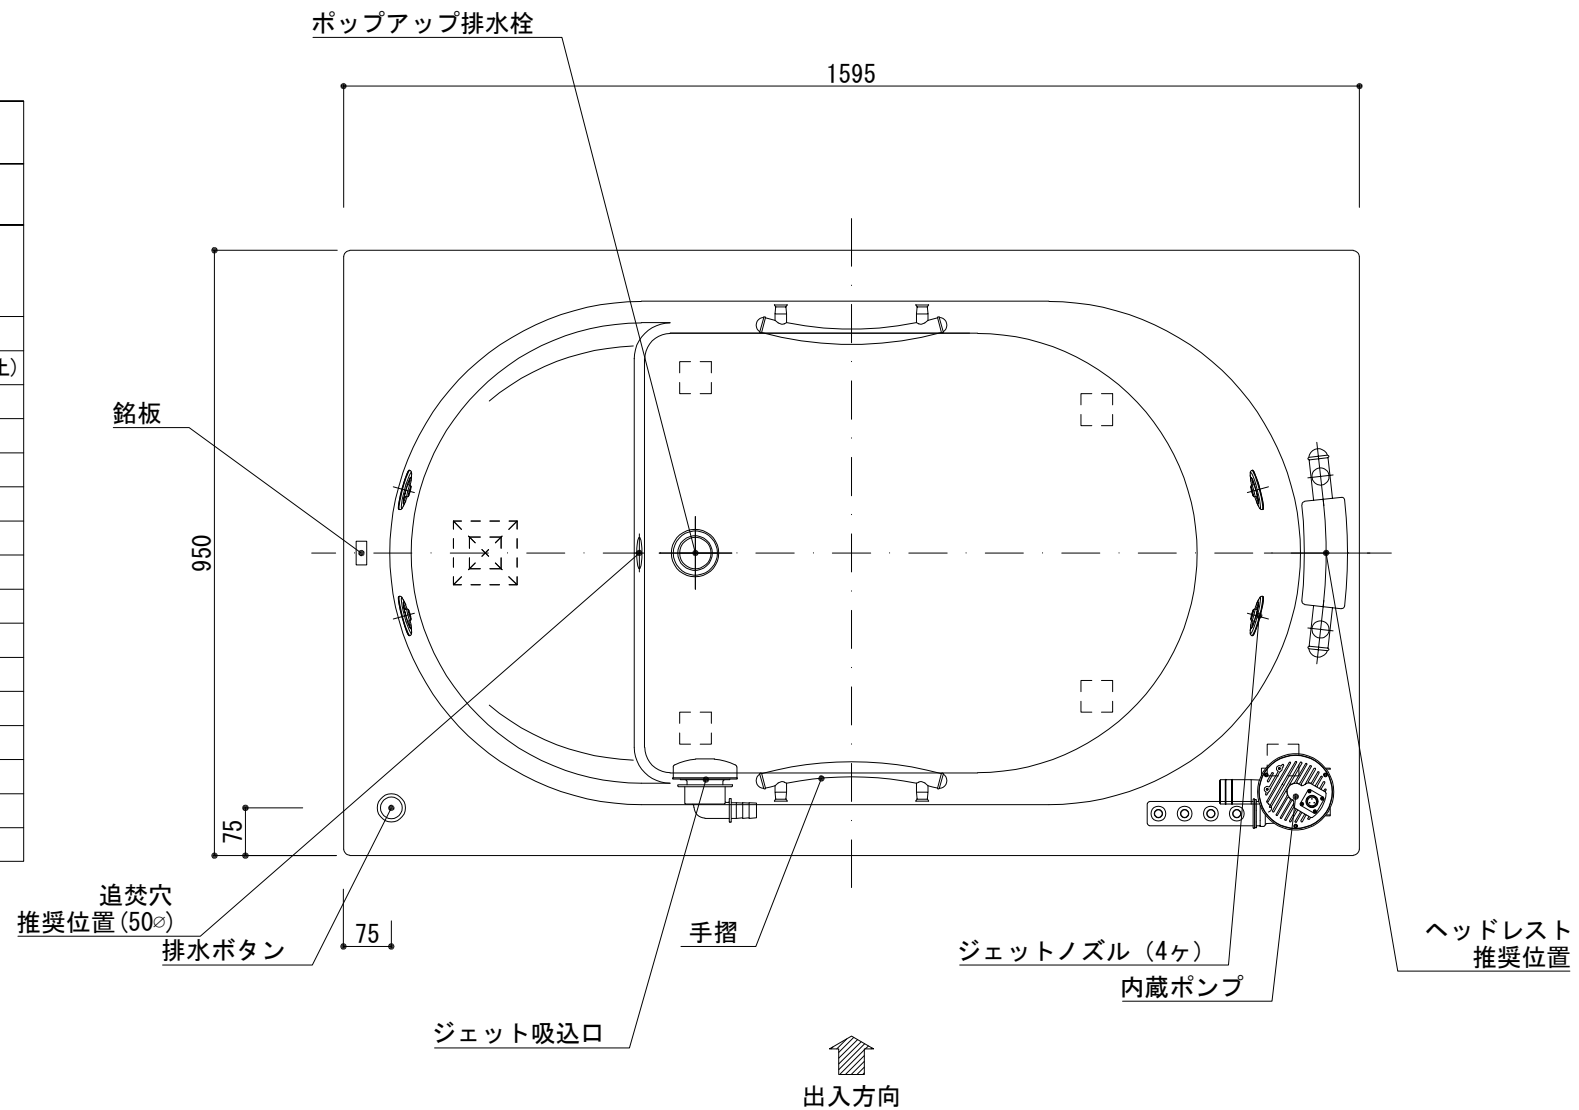 ポップアップ排水栓
1595
上)
銘板
950
75
追焚穴
推奨位置(50⌀)
75
排水ボタン
手摺
ジェットノズル (4ヶ)
ヘッドレスト
推奨位置
内蔵ポンプ
ジェット吸込口
出入方向